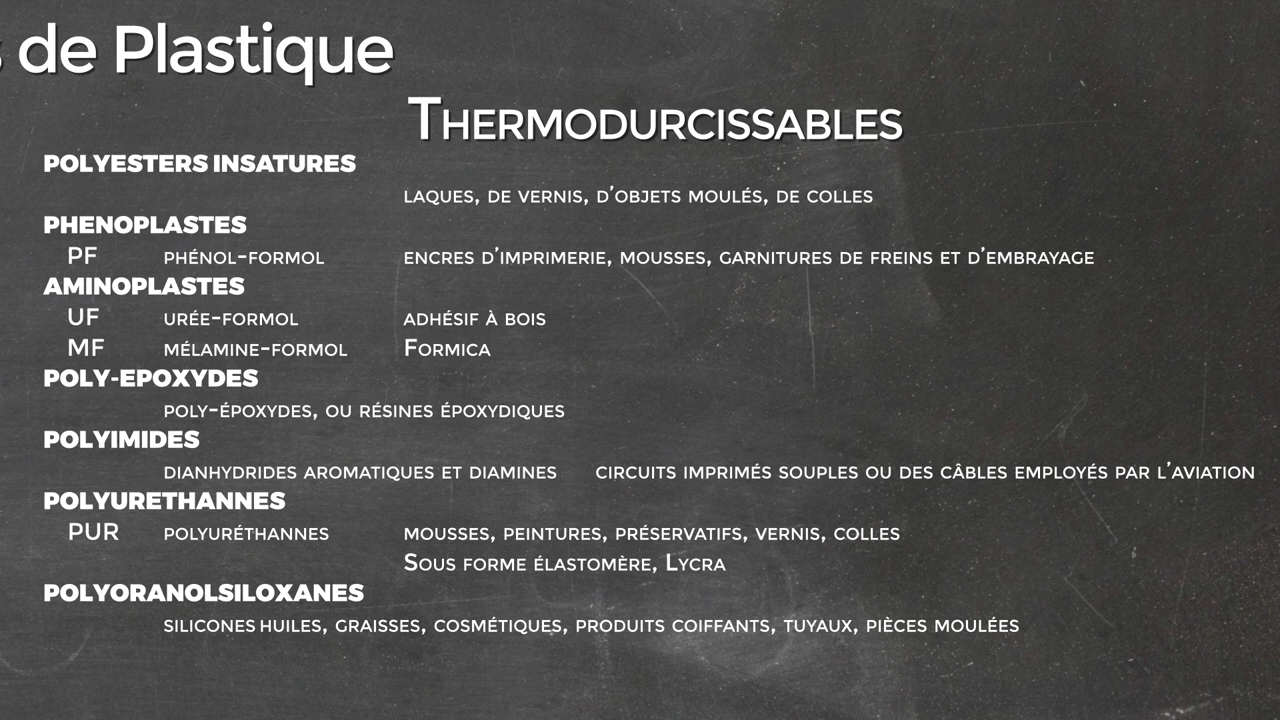 de Plastique
Thermodurcissables
POLYESTERS INSATURES
laques, de vernis, d'objets moulés, de colles
PHENOPLASTES
PF phénol-formol encres d'imprimerie, mousses, garnitures de freins et d'embrayage
AMINOPLASTES
UF urée-formol adhésif à bois
MF mélamine-formol Formica
POLY-EPOXYDES
poly-époxydes, ou résines époxydiques
POLYIMIDES
dianhydrides aromatiques et diamines circuits imprimés souples ou des câbles employés par l'aviation
POLYURETHANNES
PUR polyuréthannes mousses, peintures, préservatifs, vernis, colles
Sous forme élastomère, Lycra
POLYORANOLSILOXANES
silicones huiles, graisses, cosmétiques, produits coiffants, tuyaux, pièces moulées